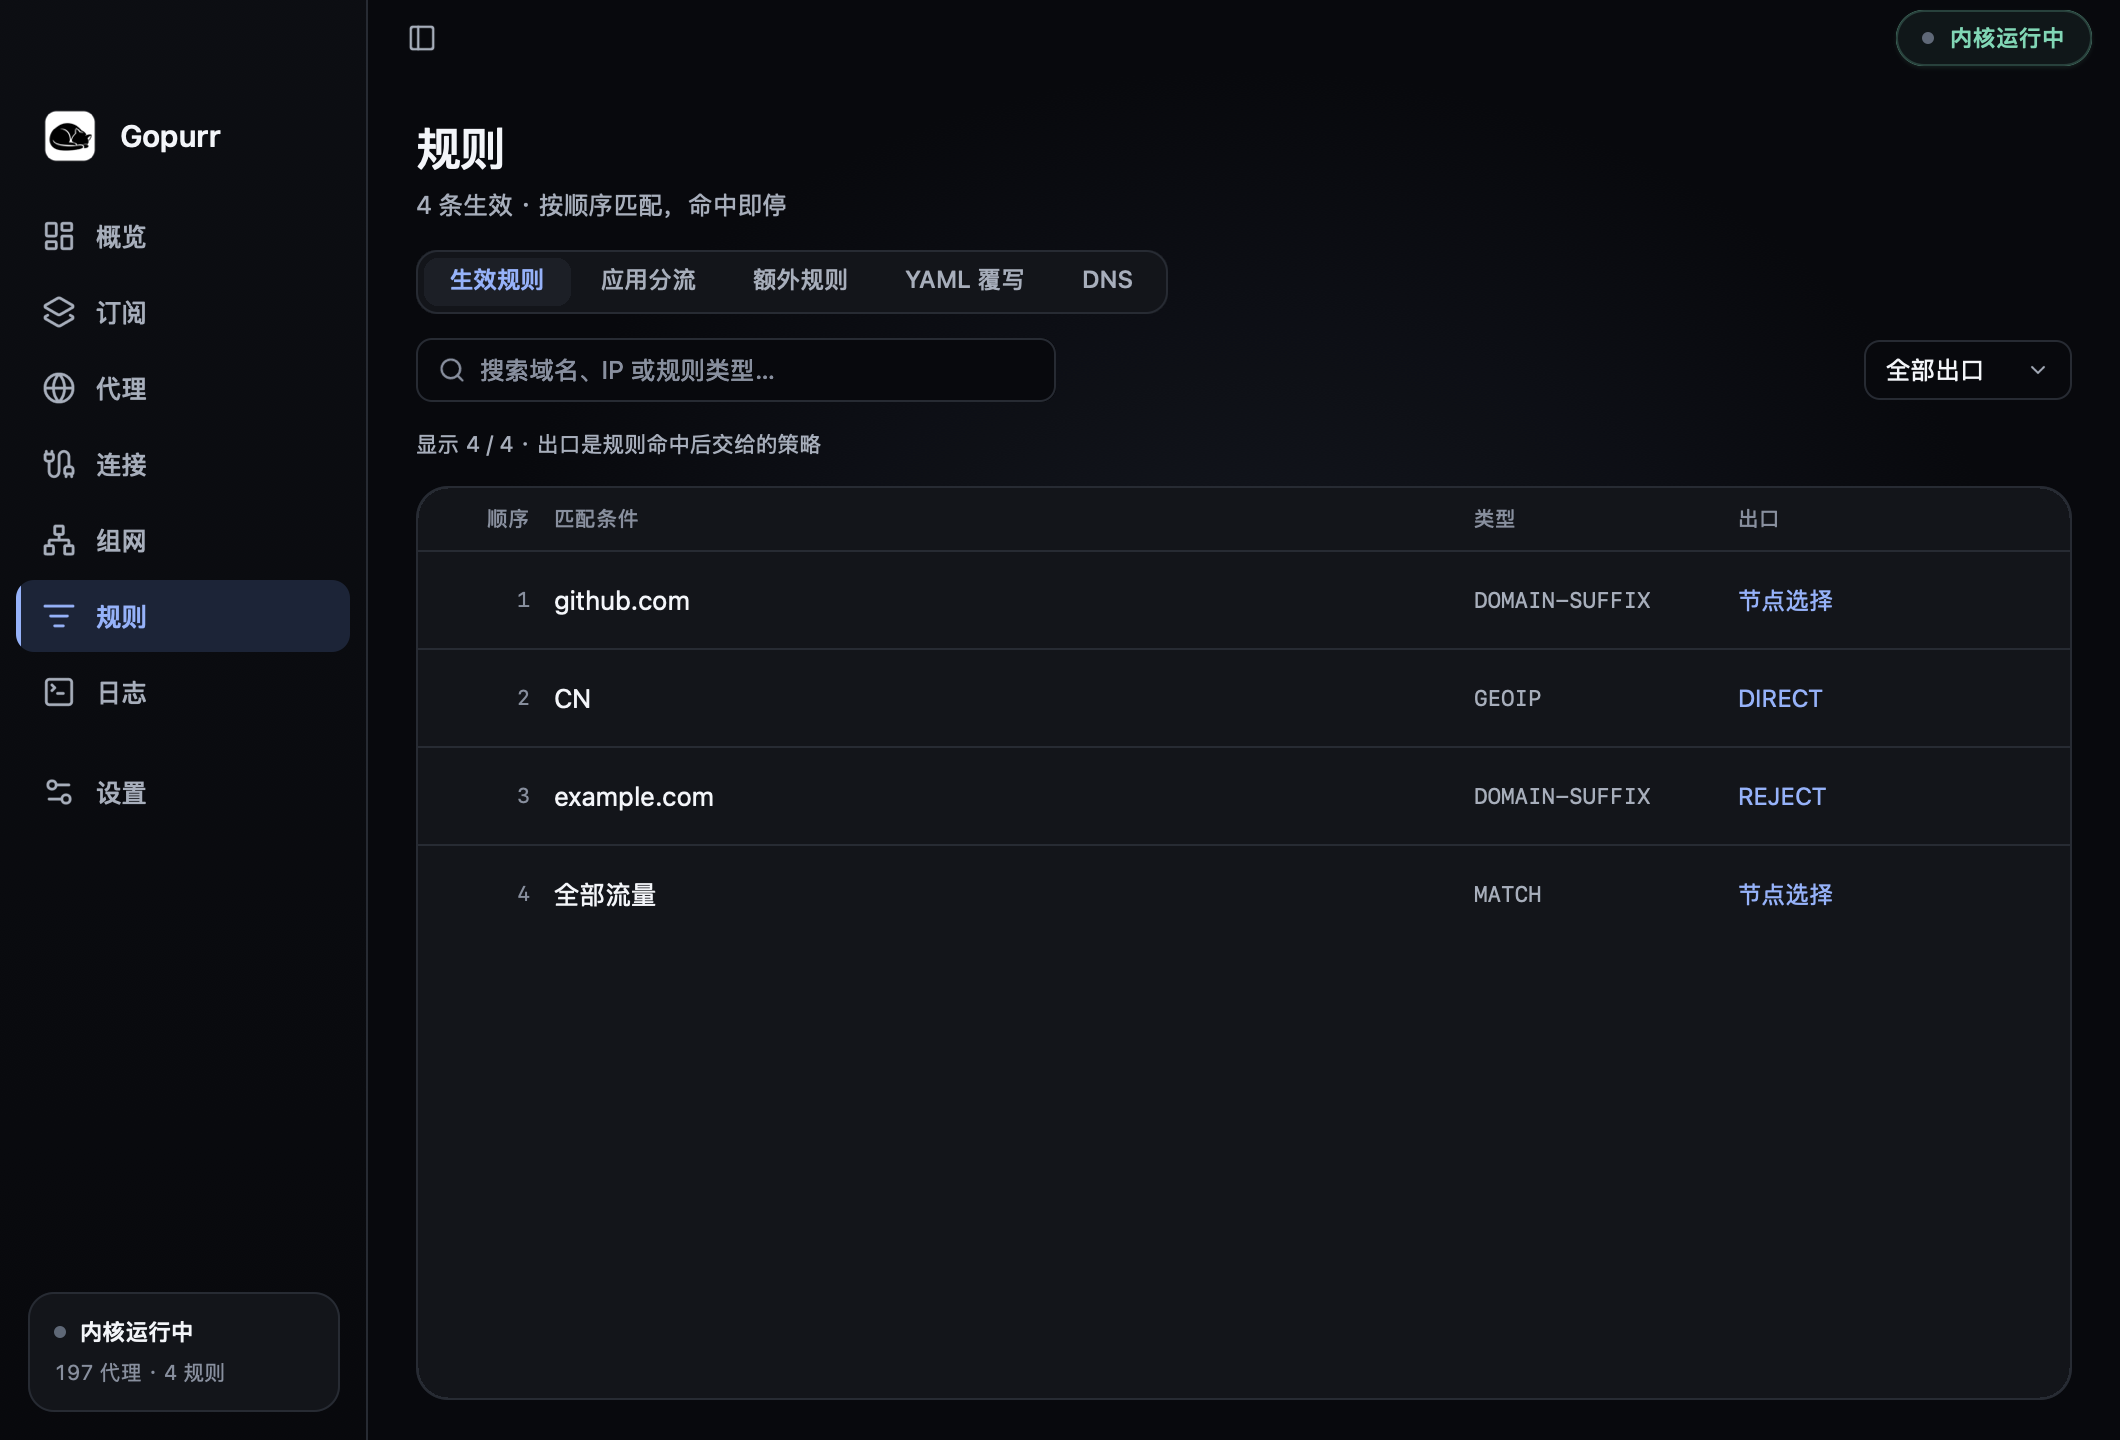 内核运行中
Gopurr
概览
订阅
代理
连接
组网
规则
日志
设置
内核运行中
197 代理 · 4 规则
规则
4 条生效 · 按顺序匹配，命中即停
生效规则 应用分流 额外规则 YAML 覆写 DNS
搜索域名、IP 或规则类型... 全部出口
显示 4 / 4 · 出口是规则命中后交给的策略
顺序 匹配条件 类型 出口
1 github.com DOMAIN-SUFFIX 节点选择
2 CN GEOIP DIRECT
3 example.com DOMAIN-SUFFIX REJECT
4 全部流量 MATCH 节点选择